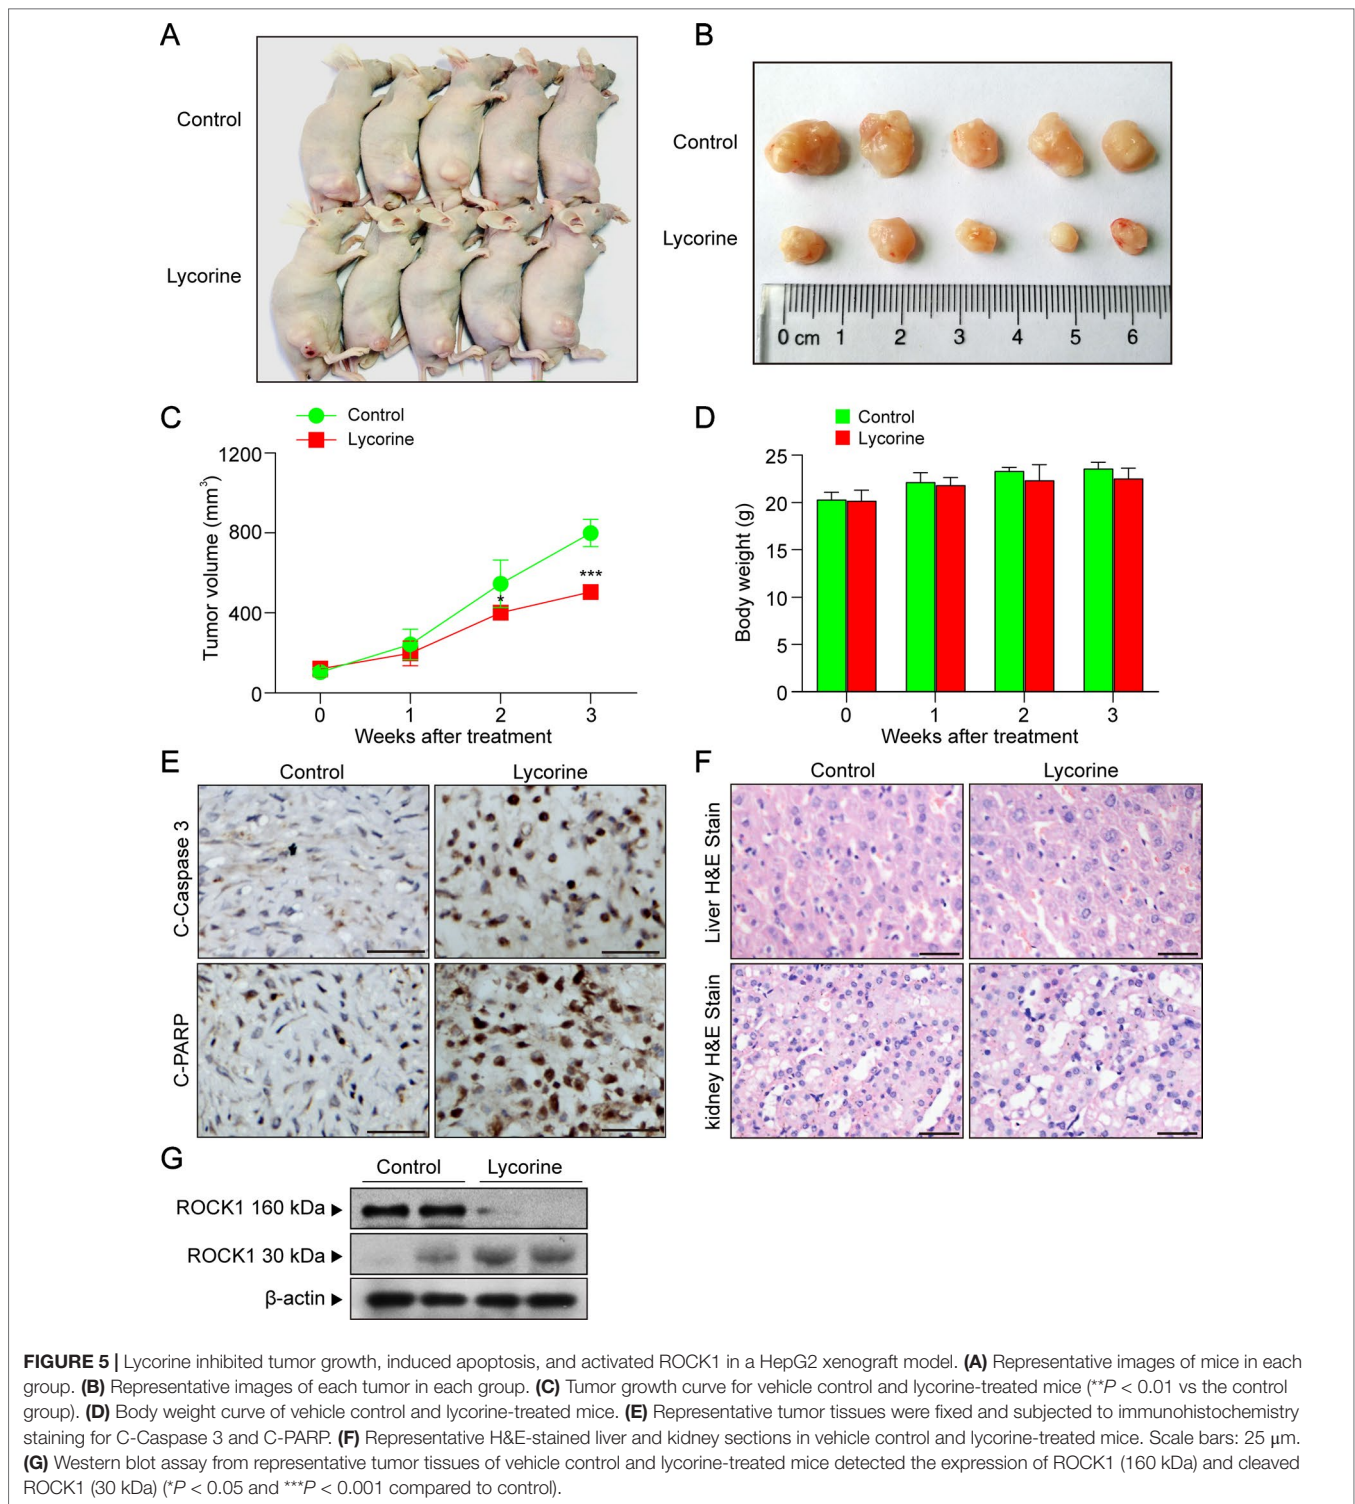 A
Control
Lycorine
B
Control
Lycorine
0 cm 1 2 3 4 5 6
C
Control
Lycorine
1200
800
400
0
Tumor volume (mm³)
*
***
0 1 2 3
Weeks after treatment
D
Control
Lycorine
25
20
15
10
5
0
Body weight (g)
0 1 2 3
Weeks after treatment
E
Control Lycorine
C-Caspase 3
C-PARP
F
Control Lycorine
Liver H&E Stain
kidney H&E Stain
G
Control Lycorine
ROCK1 160 kDa
ROCK1 30 kDa
β-actin
FIGURE 5 | Lycorine inhibited tumor growth, induced apoptosis, and activated ROCK1 in a HepG2 xenograft model. (A) Representative images of mice in each
group. (B) Representative images of each tumor in each group. (C) Tumor growth curve for vehicle control and lycorine-treated mice (**P < 0.01 vs the control
group). (D) Body weight curve of vehicle control and lycorine-treated mice. (E) Representative tumor tissues were fixed and subjected to immunohistochemistry
staining for C-Caspase 3 and C-PARP. (F) Representative H&E-stained liver and kidney sections in vehicle control and lycorine-treated mice. Scale bars: 25 μm.
(G) Western blot assay from representative tumor tissues of vehicle control and lycorine-treated mice detected the expression of ROCK1 (160 kDa) and cleaved
ROCK1 (30 kDa) (*P < 0.05 and ***P < 0.001 compared to control).